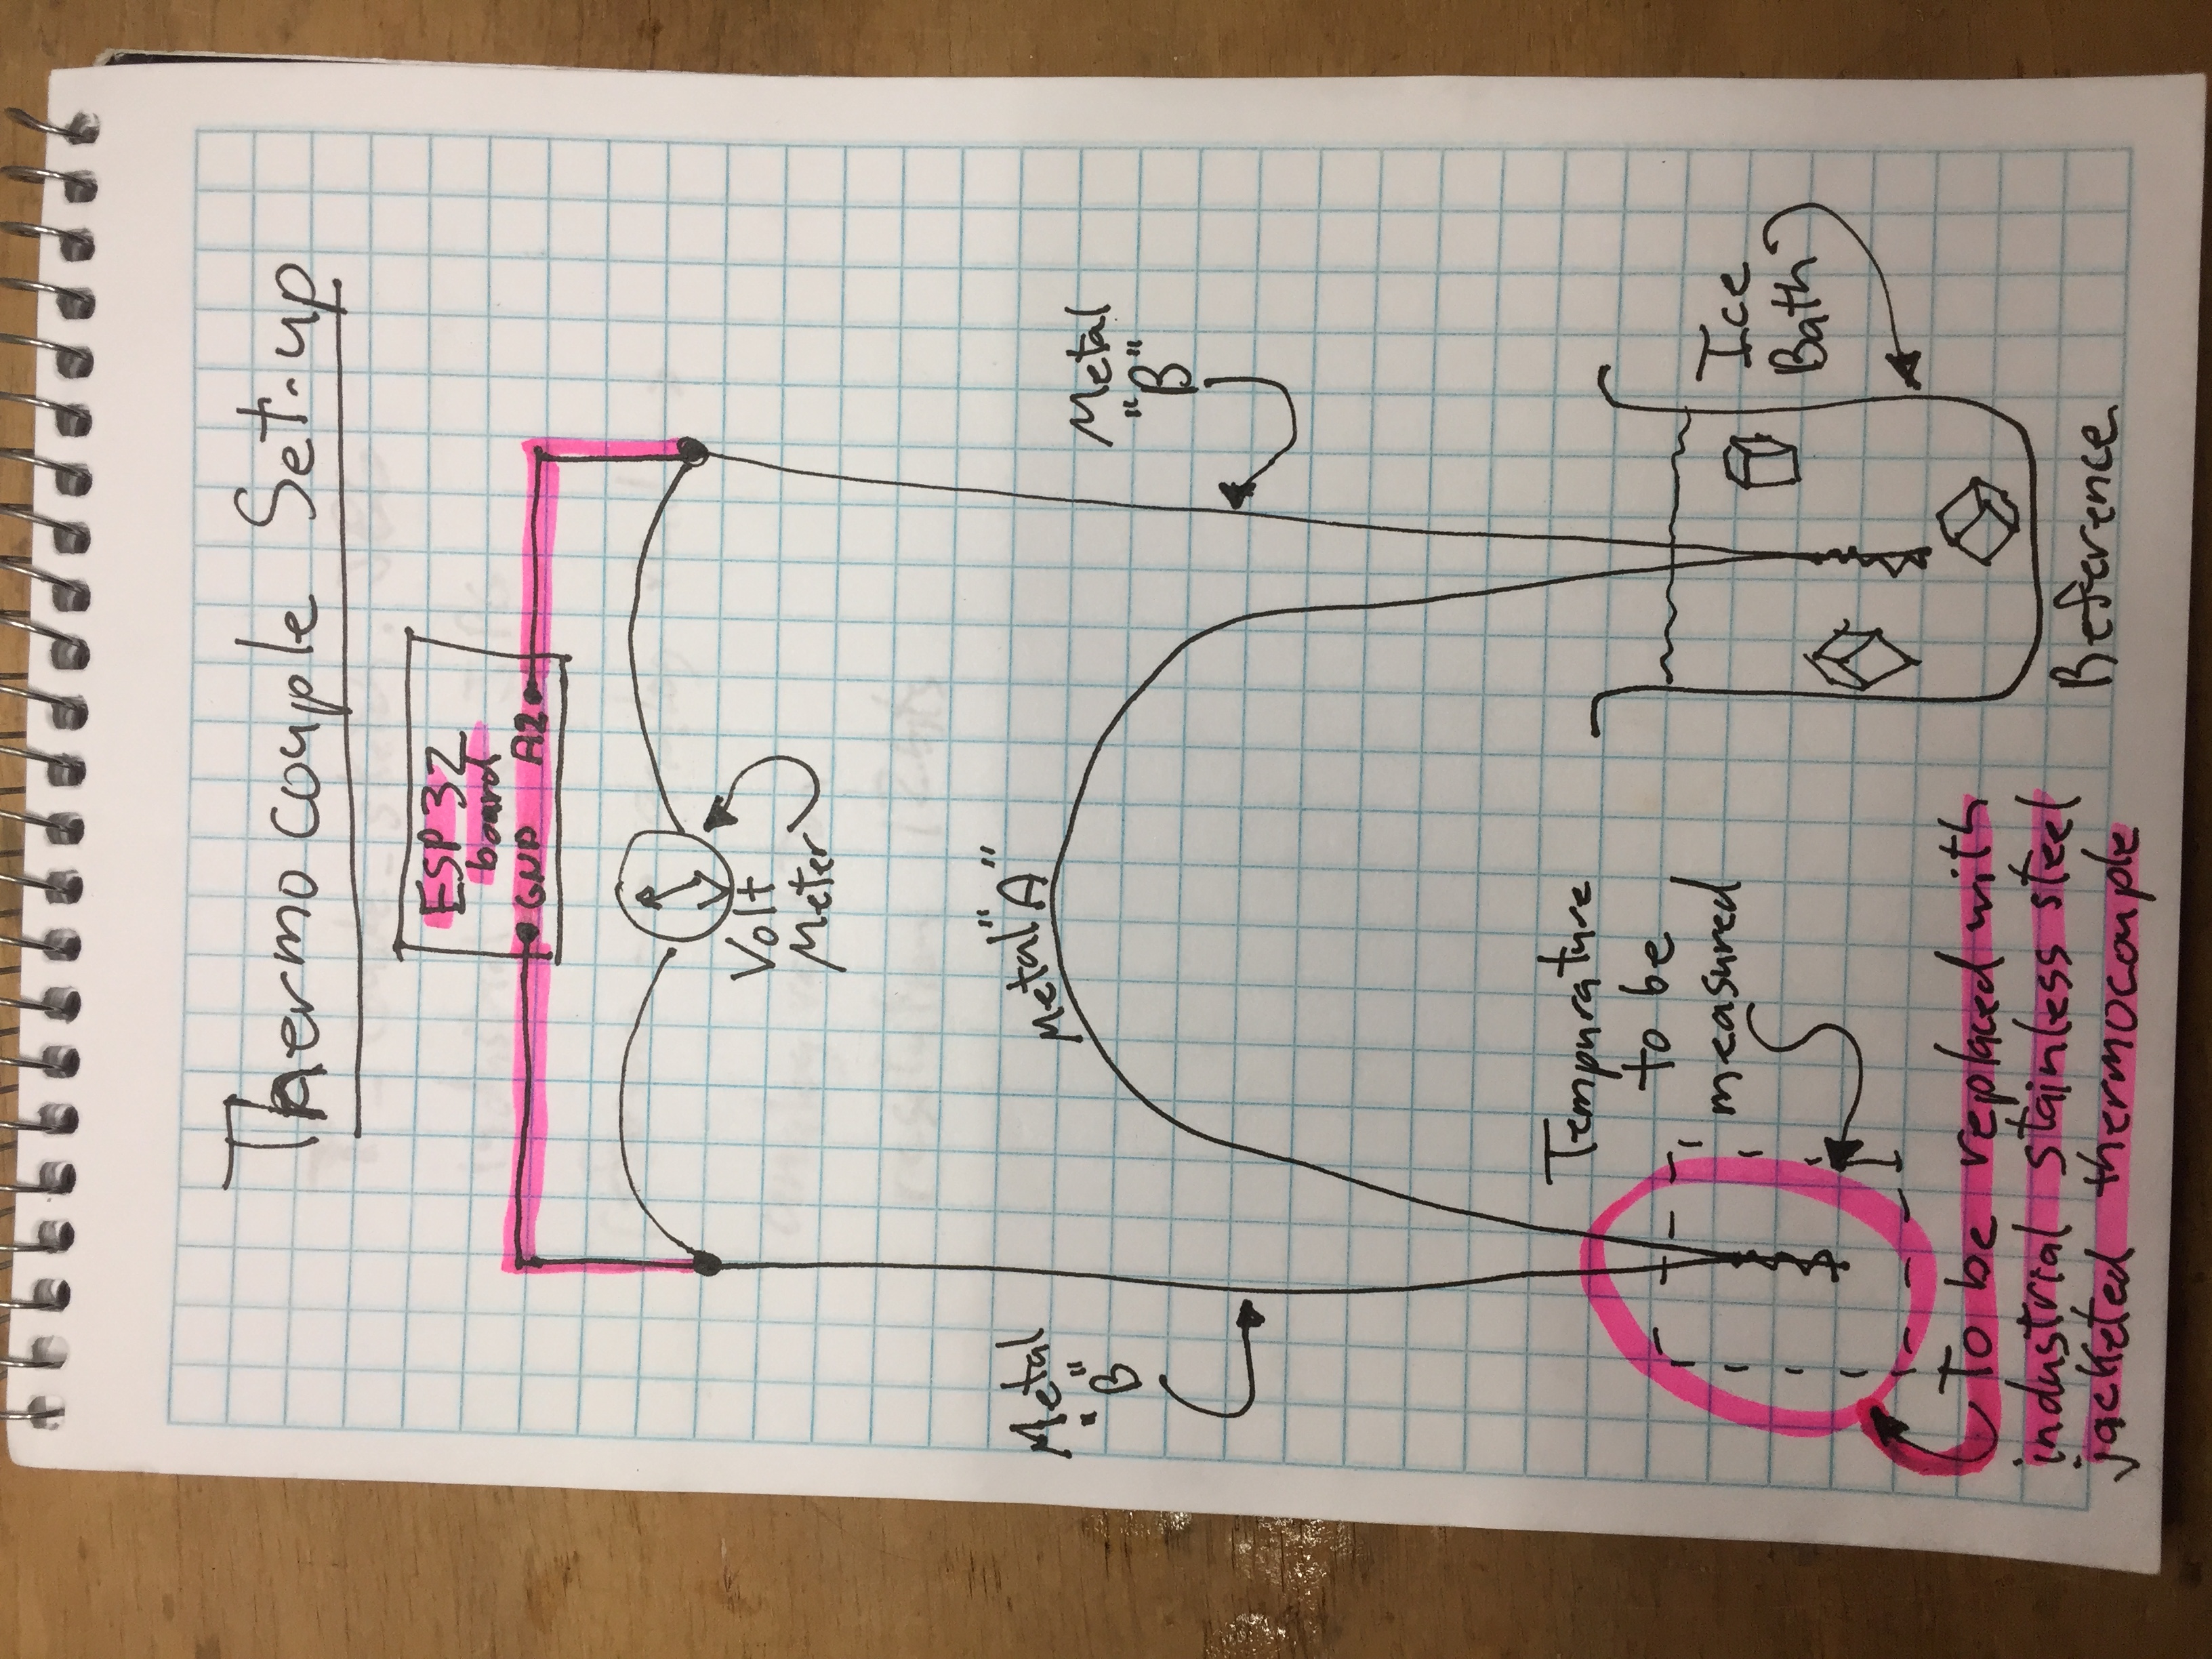 Thermocouple Set-up
ESP32
board
GND A2
Volt
Meter
Metal "A"
Metal
"B"
Metal
"B"
Tempurature
to be
measured
Ice
Bath
To be replaced with
industrial stainless steel
jacketed thermocouple
Reference